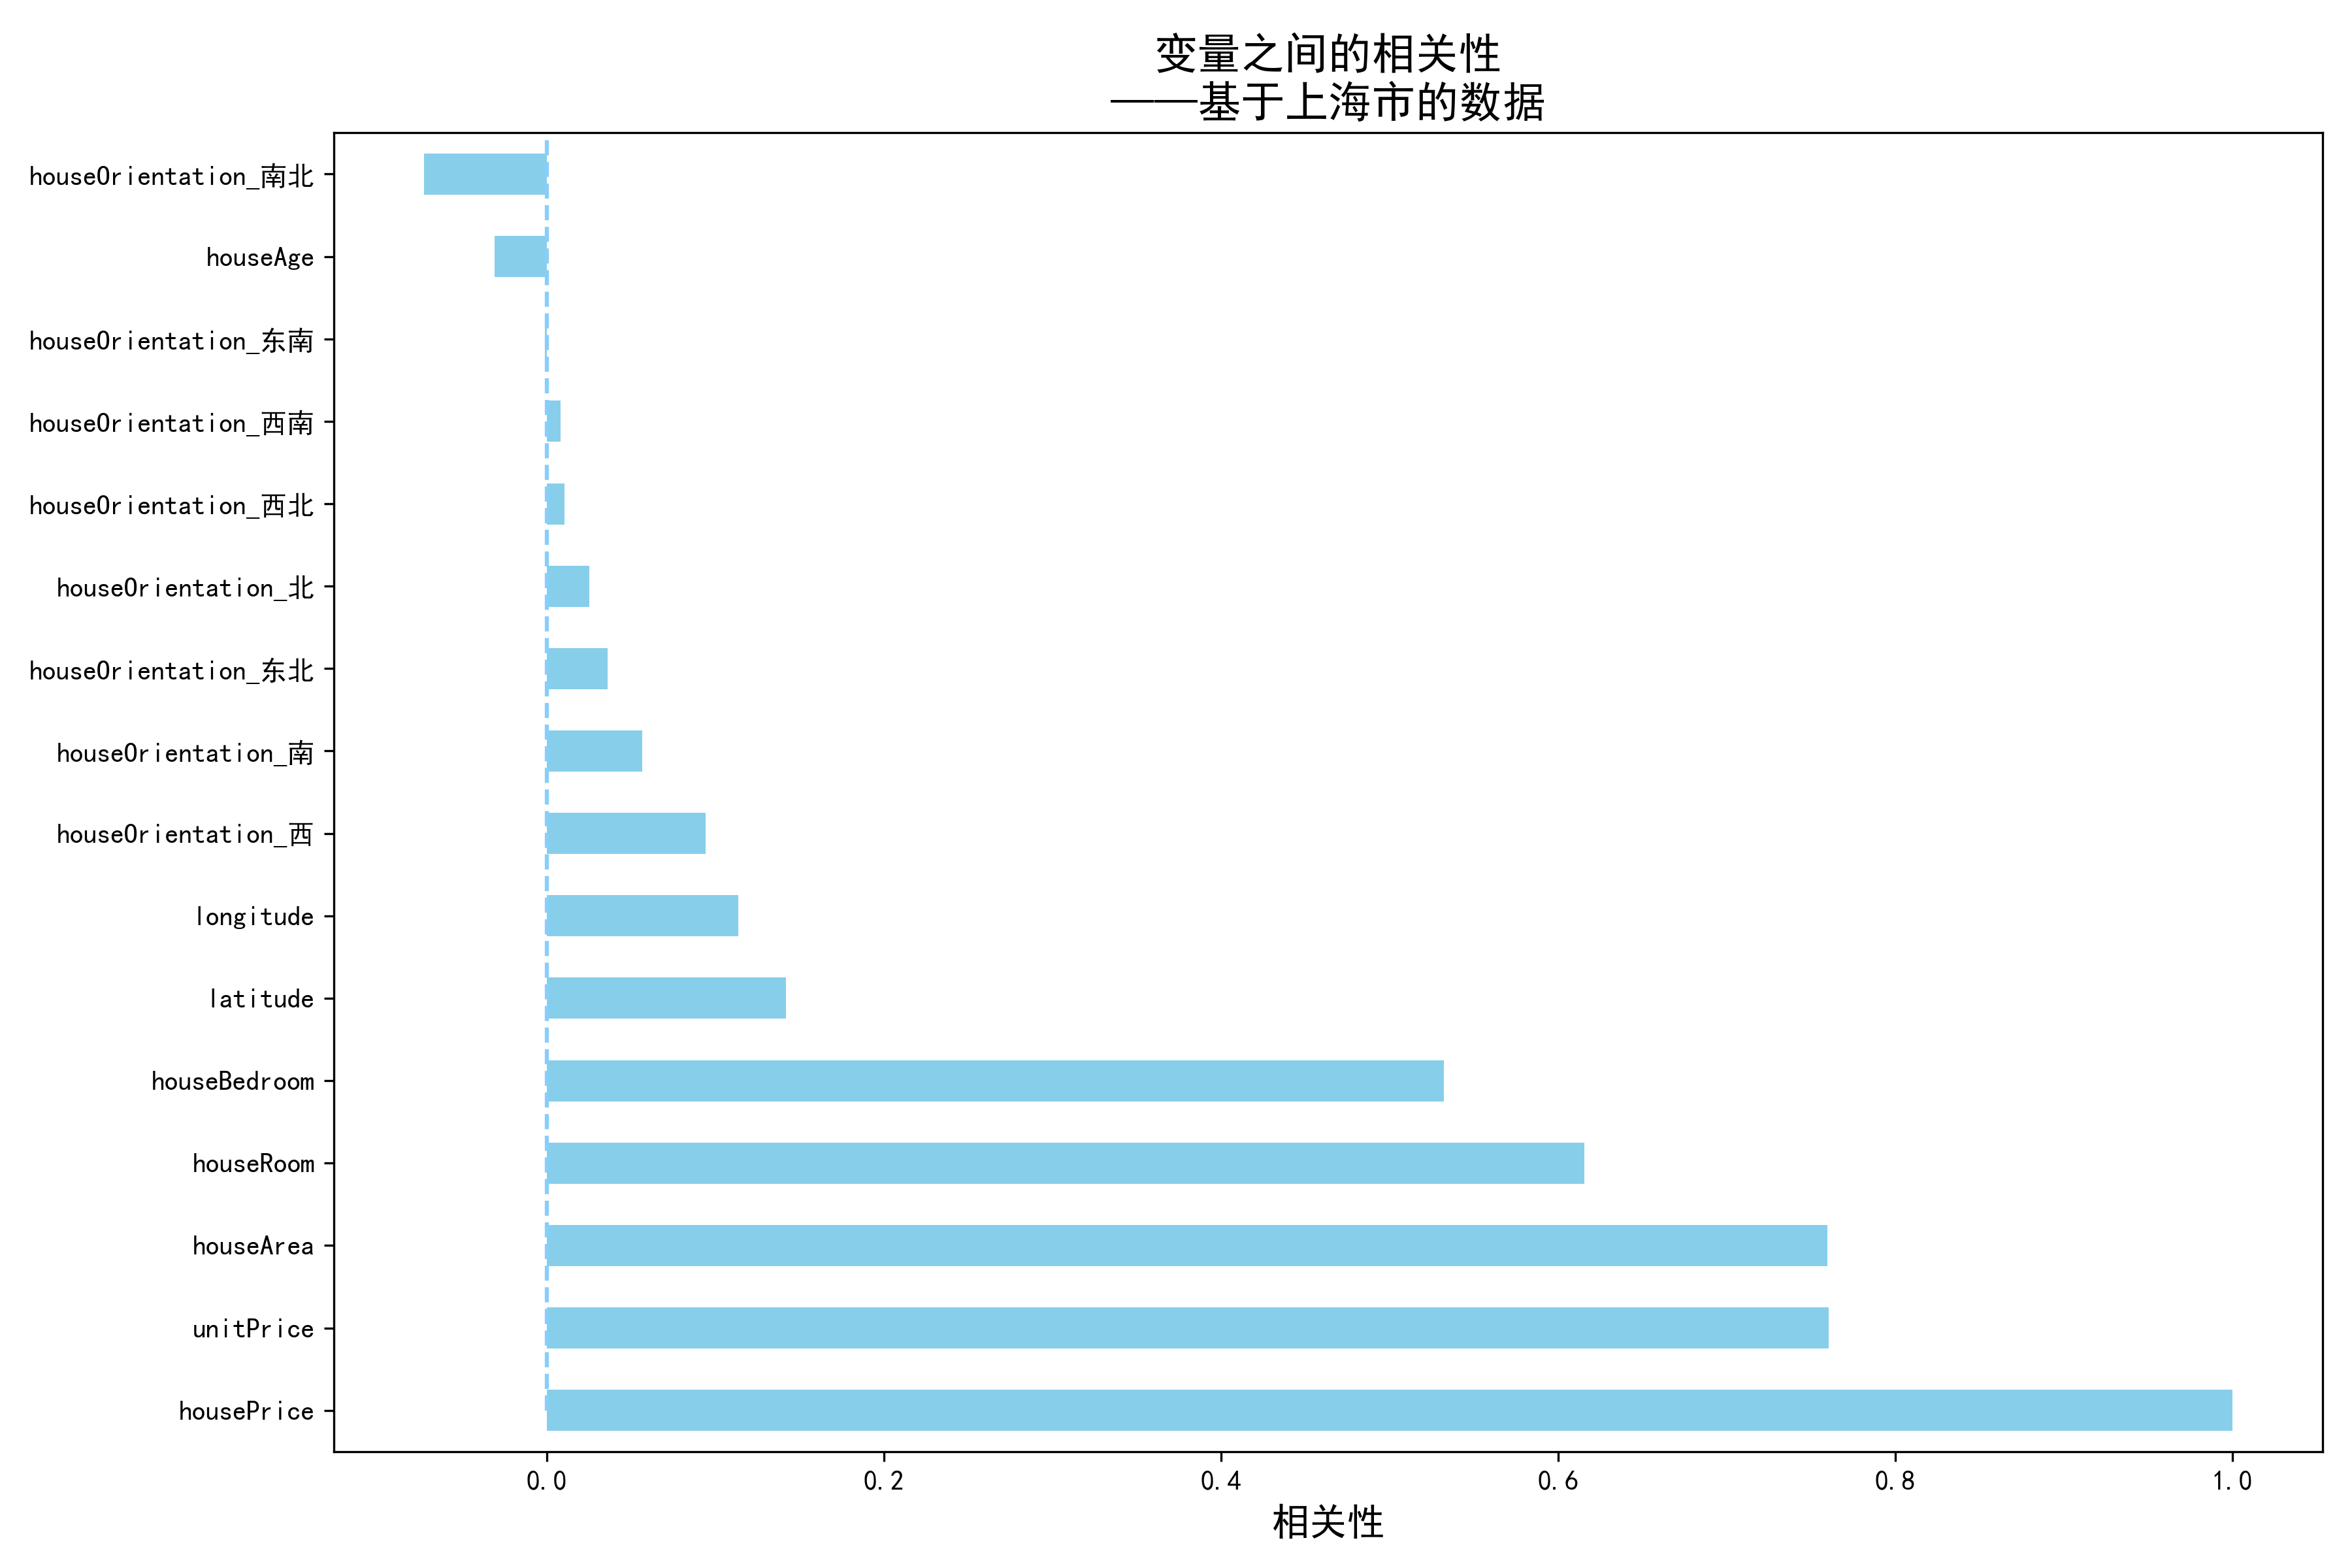 变量之间的相关性
——基于上海市的数据
houseOrientation_南北
houseAge
houseOrientation_东南
houseOrientation_西南
houseOrientation_西北
houseOrientation_北
houseOrientation_东北
houseOrientation_南
houseOrientation_西
longitude
latitude
houseBedroom
houseRoom
houseArea
unitPrice
housePrice
0.0 0.2 0.4 0.6 0.8 1.0
相关性